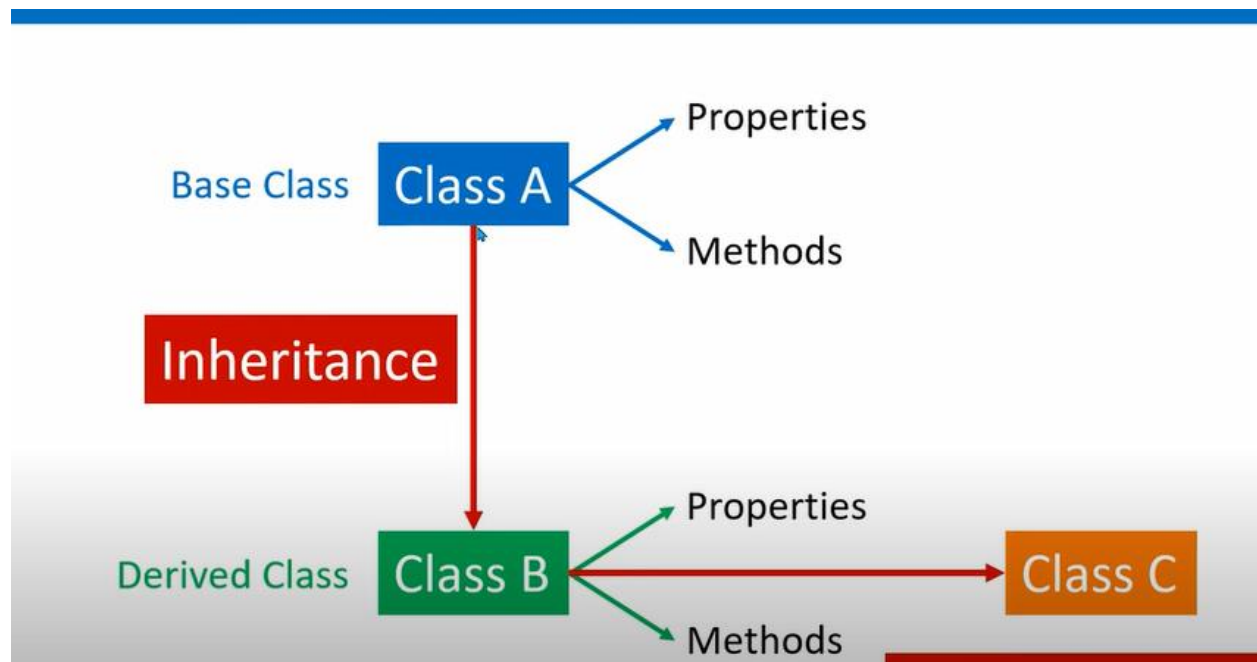 Properties
Base Class
Class A
Methods
Inheritance
Properties
Derived Class
Class B
Class C
Methods